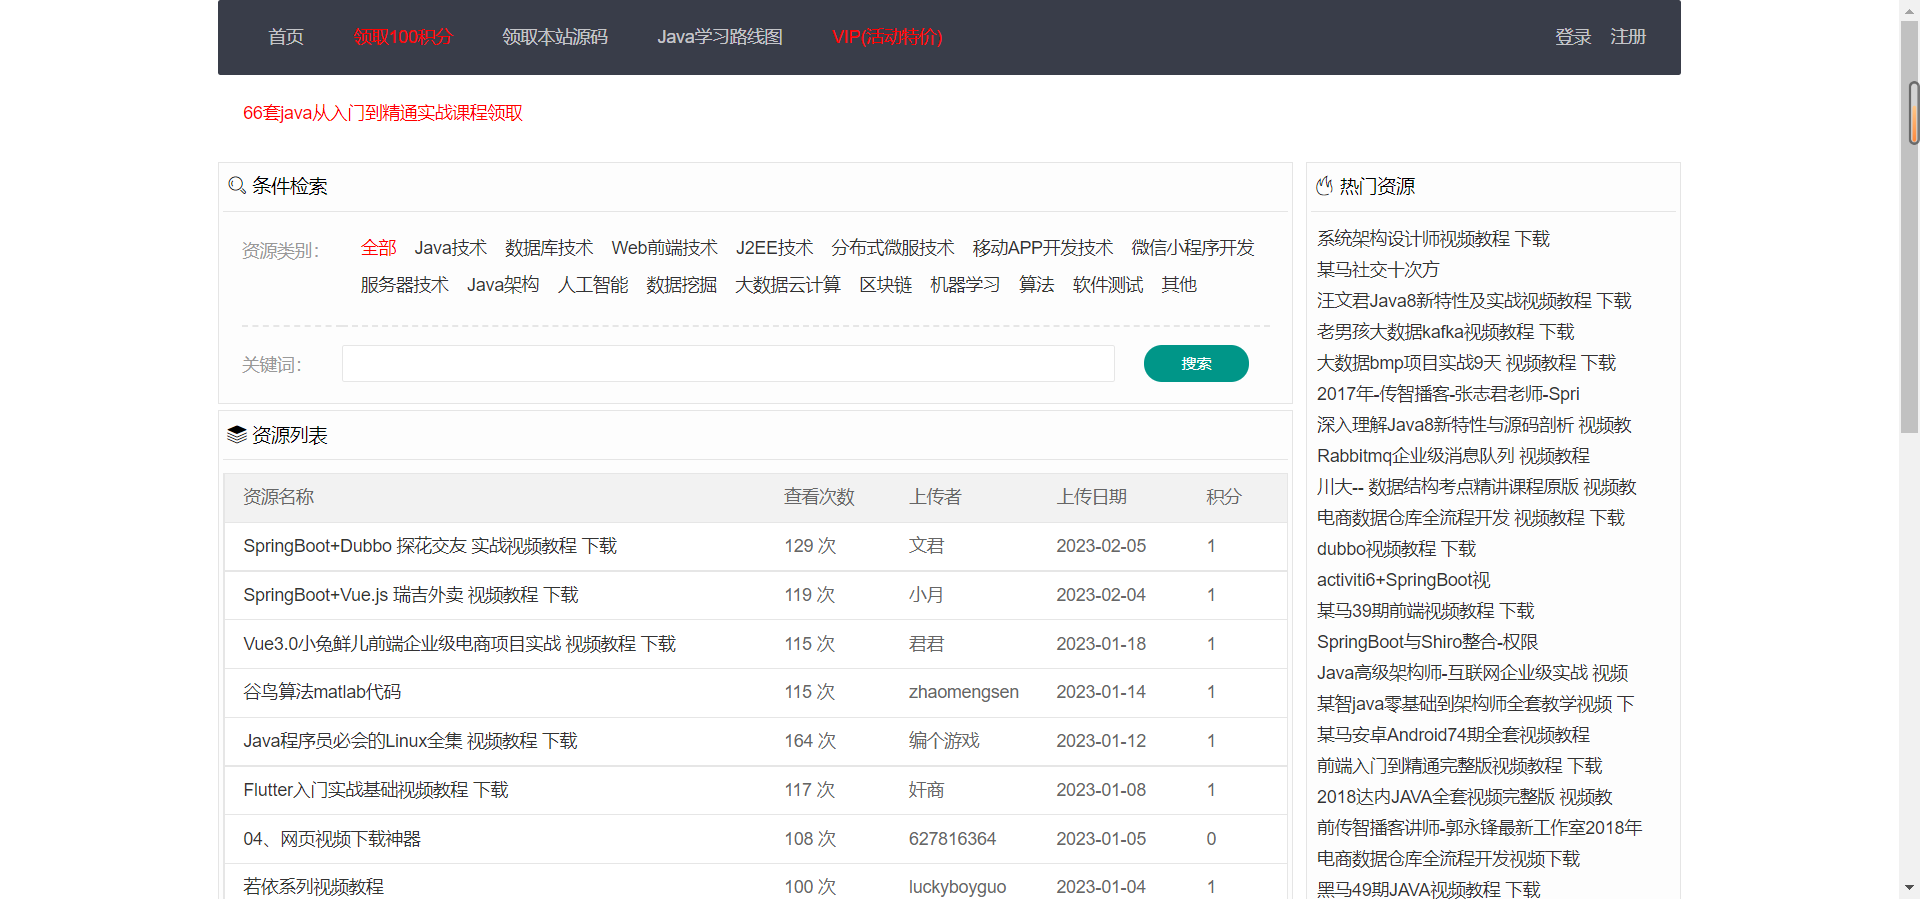 首页 领取100积分 领取本站源码 Java学习路线图 VIP(活动特价) 登录 注册
66套java从入门到精通实战课程领取
条件检索
资源类别： 全部 Java技术 数据库技术 Web前端技术 J2EE技术 分布式微服技术 移动APP开发技术 微信小程序开发
服务器技术 Java架构 人工智能 数据挖掘 大数据云计算 区块链 机器学习 算法 软件测试 其他
关键词： 搜索
资源列表
资源名称 查看次数 上传者 上传日期 积分
SpringBoot+Dubbo 探花交友 实战视频教程 下载 129 次 文君 2023-02-05 1
SpringBoot+Vue.js 瑞吉外卖 视频教程 下载 119 次 小月 2023-02-04 1
Vue3.0小兔鲜儿前端企业级电商项目实战 视频教程 下载 115 次 君君 2023-01-18 1
谷鸟算法matlab代码 115 次 zhaomengsen 2023-01-14 1
Java程序员必会的Linux全集 视频教程 下载 164 次 编个游戏 2023-01-12 1
Flutter入门实战基础视频教程 下载 117 次 奸商 2023-01-08 1
04、网页视频下载神器 108 次 627816364 2023-01-05 0
若依系列视频教程 100 次 luckyboyguo 2023-01-04 1
热门资源
系统架构设计师视频教程 下载
某马社交十次方
汪文君Java8新特性及实战视频教程 下载
老男孩大数据kafka视频教程 下载
大数据bmp项目实战9天 视频教程 下载
2017年-传智播客-张志君老师-Spri
深入理解Java8新特性与源码剖析 视频教
Rabbitmq企业级消息队列 视频教程
川大-- 数据结构考点精讲课程原版 视频教
电商数据仓库全流程开发 视频教程 下载
dubbo视频教程 下载
activiti6+SpringBoot视
某马39期前端视频教程 下载
SpringBoot与Shiro整合-权限
Java高级架构师-互联网企业级实战 视频
某智java零基础到架构师全套教学视频 下
某马安卓Android74期全套视频教程
前端入门到精通完整版视频教程 下载
2018达内JAVA全套视频完整版 视频教
前传智播客讲师-郭永锋最新工作室2018年
电商数据仓库全流程开发视频下载
黑马49期JAVA视频教程 下载